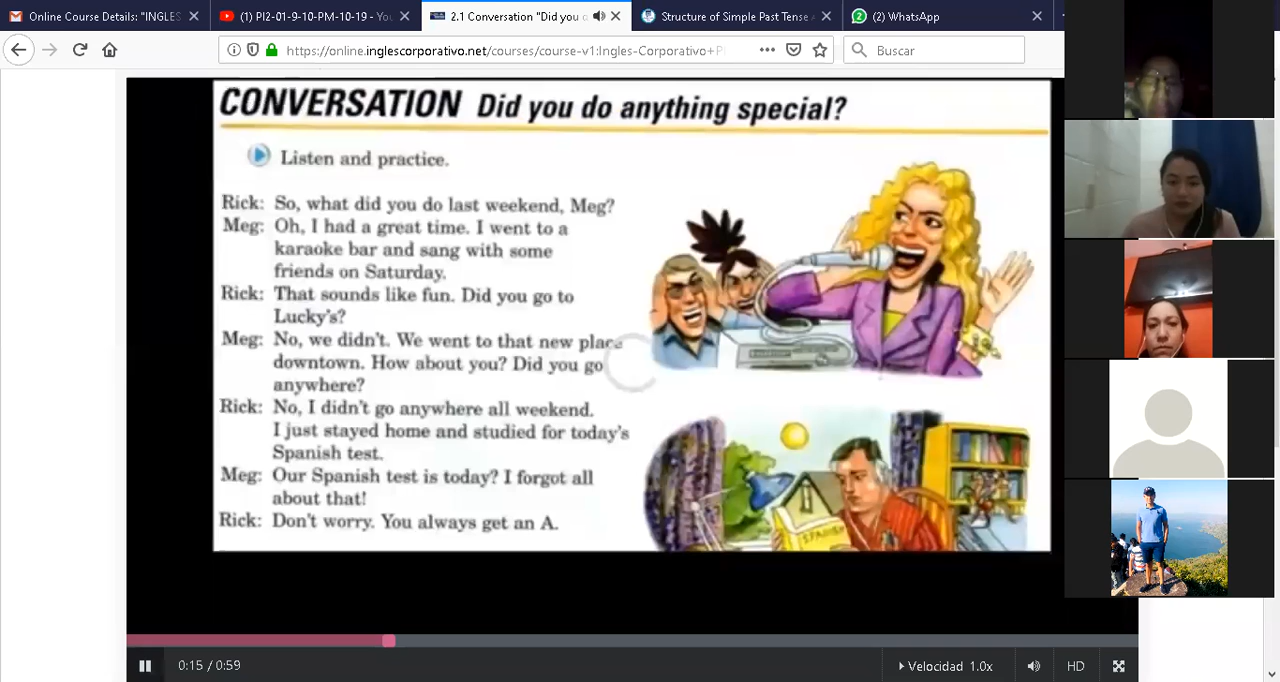 Online Course Details: "INGLES
(1) PI2-01-9-10-PM-10-19 - You
2.1 Conversation "Did you
Structure of Simple Past Tense
(2) WhatsApp
https://online.inglescorporativo.net/courses/course-v1:Ingles-Corporativo+P
Buscar
CONVERSATION Did you do anything special?
Listen and practice.
Rick: So, what did you do last weekend, Meg?
Meg: Oh, I had a great time. I went to a
karaoke bar and sang with some
friends on Saturday.
Rick: That sounds like fun. Did you go to
Lucky's?
Meg: No, we didn't. We went to that new place
downtown. How about you? Did you go
anywhere?
Rick: No, I didn't go anywhere all weekend.
I just stayed home and studied for today's
Spanish test.
Meg: Our Spanish test is today? I forgot all
about that!
Rick: Don't worry. You always get an A.
SPANISH
0:15 / 0:59
Velocidad 1.0x
HD